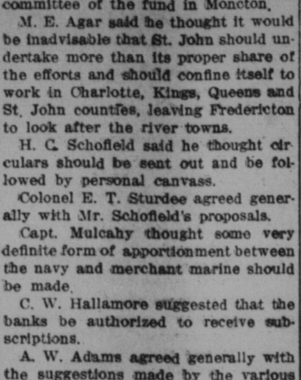 committee of the fund in Moncton.
M. E. Agar said he thought it would
be inadvisable that St. John should un-
dertake more than its proper share of
the efforts and should confine itself to
work in Charlotte, Kings, Queens and
St. John counties, leaving Fredericton
to look after the river towns.
H. C. Schofield said he thought cir-
culars should be sent out and be fol-
lowed by personal canvass.
Colonel E. T. Sturdee agreed gener-
ally with Mr. Schofield's proposals.
Capt. Mulcahy thought some very
definite form of apportionment between
the navy and merchant marine should
be made.
C. W. Hallamore suggested that the
banks be authorized to receive sub-
scriptions.
A. W. Adams agreed generally with
the suggestions made by the various